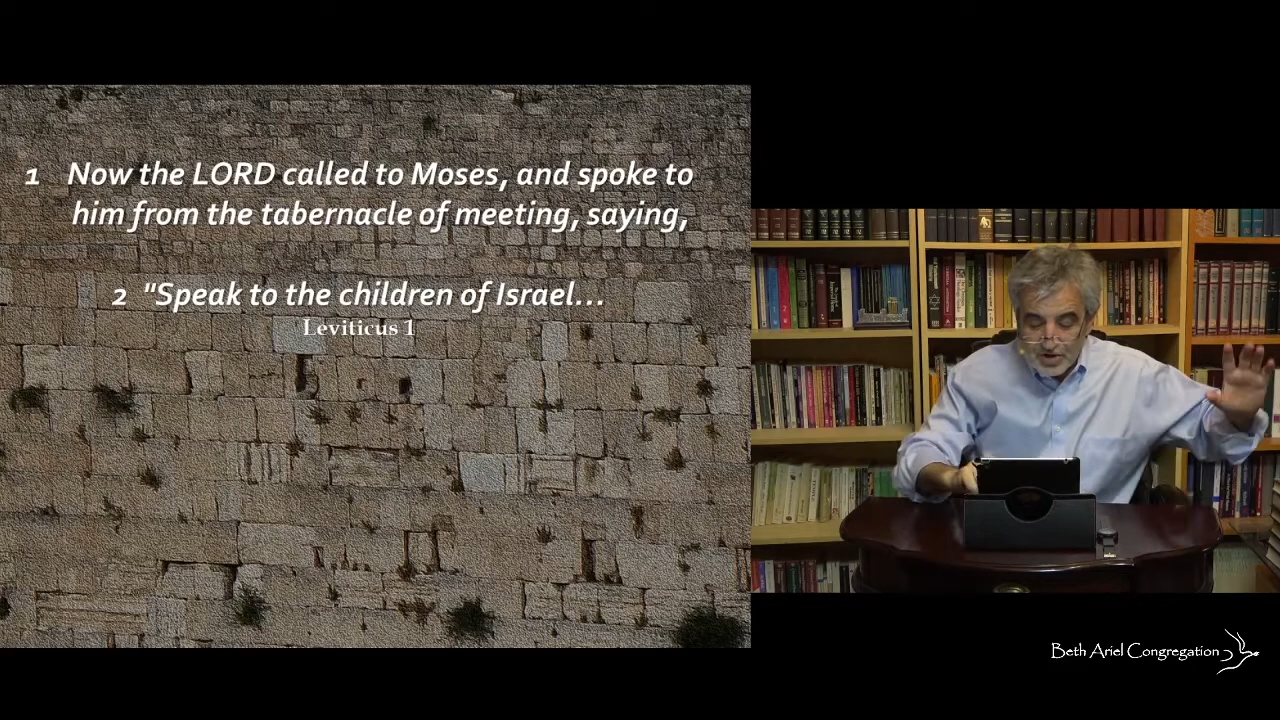 1 Now the LORD called to Moses, and spoke to
him from the tabernacle of meeting, saying,
2 "Speak to the children of Israel...
Leviticus 1
Beth Ariel Congregation